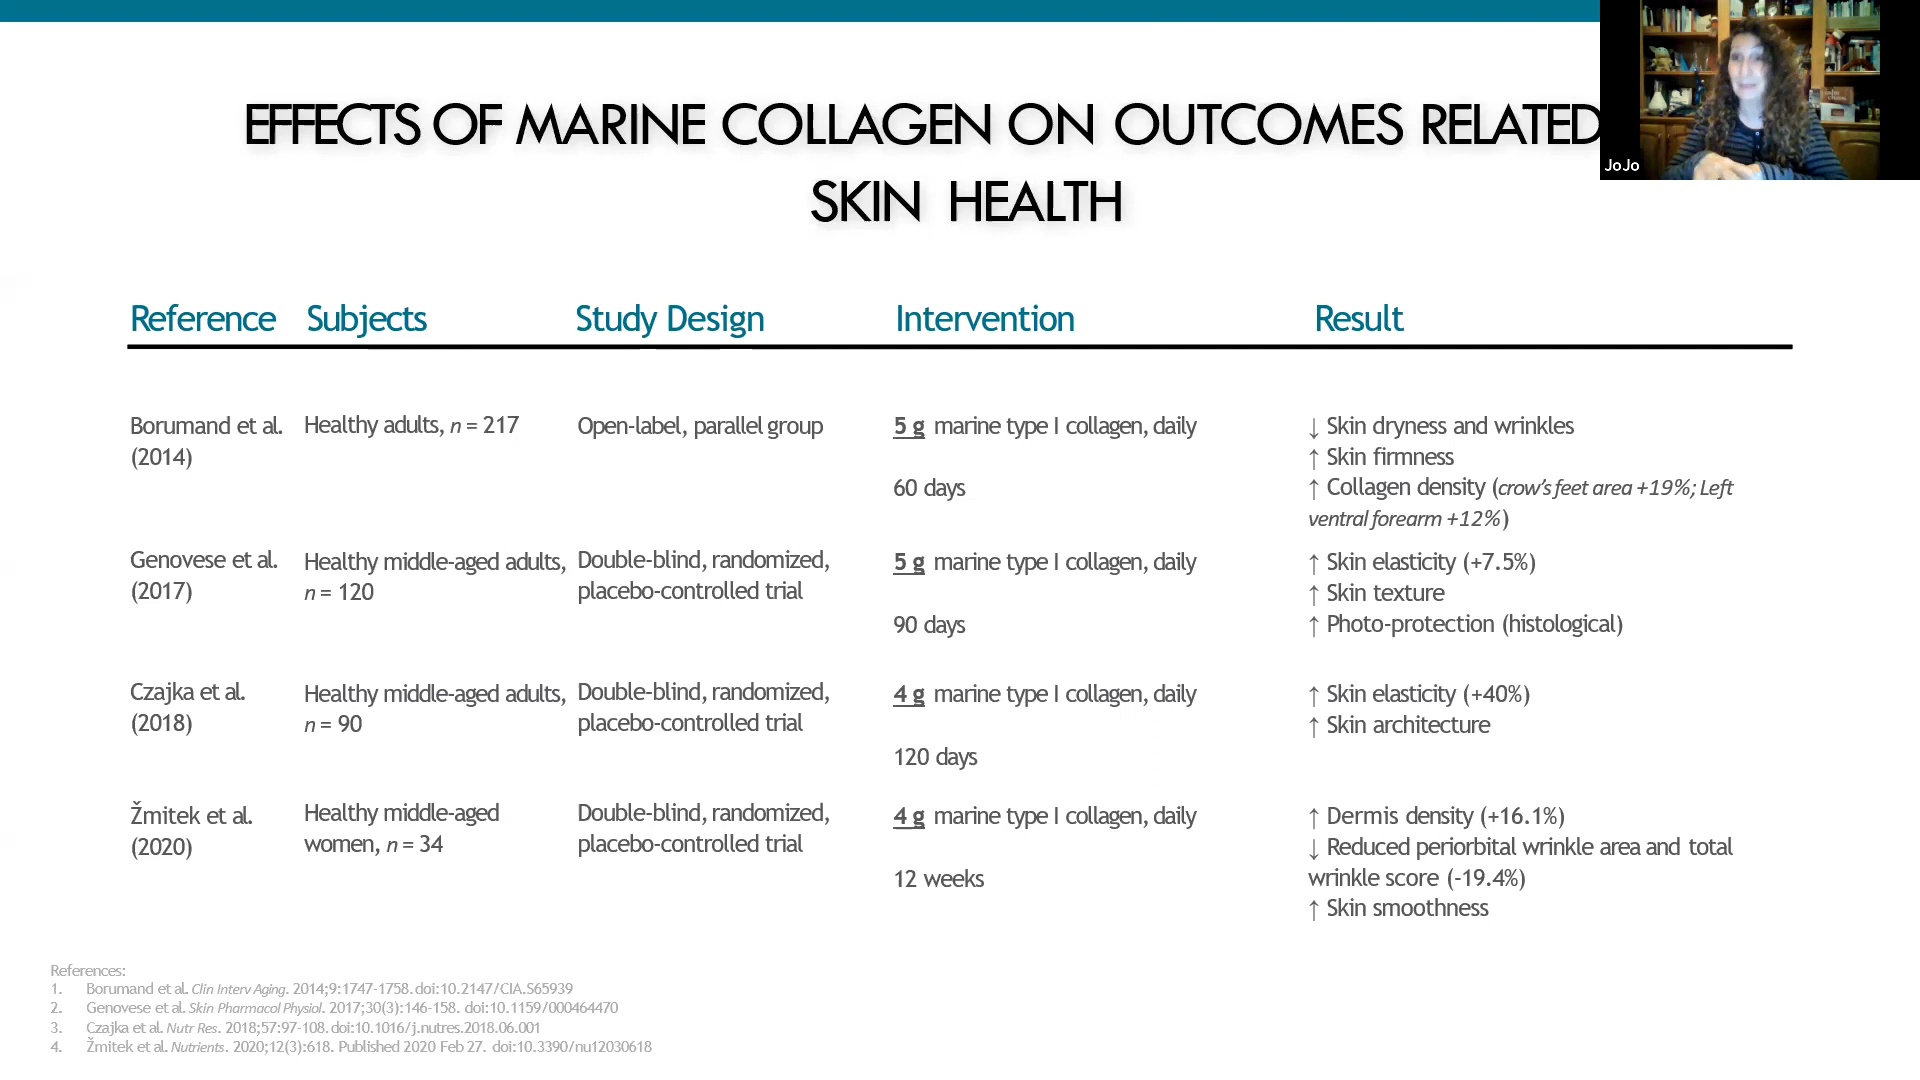 EFFECTS OF MARINE COLLAGEN ON OUTCOMES RELATED
SKIN HEALTH
JoJo
Reference Subjects Study Design Intervention Result
Borumand et al. Healthy adults, n = 217 Open-label, parallel group 5 g marine type I collagen, daily ↓ Skin dryness and wrinkles
(2014) ↑ Skin firmness
60 days ↑ Collagen density (crow's feet area +19%; Left
ventral forearm +12%)
Genovese et al. Healthy middle-aged adults, Double-blind, randomized, 5 g marine type I collagen, daily ↑ Skin elasticity (+7.5%)
(2017) n = 120 placebo-controlled trial ↑ Skin texture
90 days ↑ Photo-protection (histological)
Czajka et al. Healthy middle-aged adults, Double-blind, randomized, 4 g marine type I collagen, daily ↑ Skin elasticity (+40%)
(2018) n = 90 placebo-controlled trial ↑ Skin architecture
120 days
Žmitek et al. Healthy middle-aged Double-blind, randomized, 4 g marine type I collagen, daily ↑ Dermis density (+16.1%)
(2020) women, n = 34 placebo-controlled trial ↓ Reduced periorbital wrinkle area and total
12 weeks wrinkle score (-19.4%)
↑ Skin smoothness
References:
1. Borumand et al. Clin Interv Aging. 2014;9:1747-1758. doi:10.2147/CIA.S65939
2. Genovese et al. Skin Pharmacol Physiol. 2017;30(3):146-158. doi:10.1159/000464470
3. Czajka et al. Nutr Res. 2018;57:97-108. doi:10.1016/j.nutres.2018.06.001
4. Žmitek et al. Nutrients. 2020;12(3):618. Published 2020 Feb 27. doi:10.3390/nu12030618